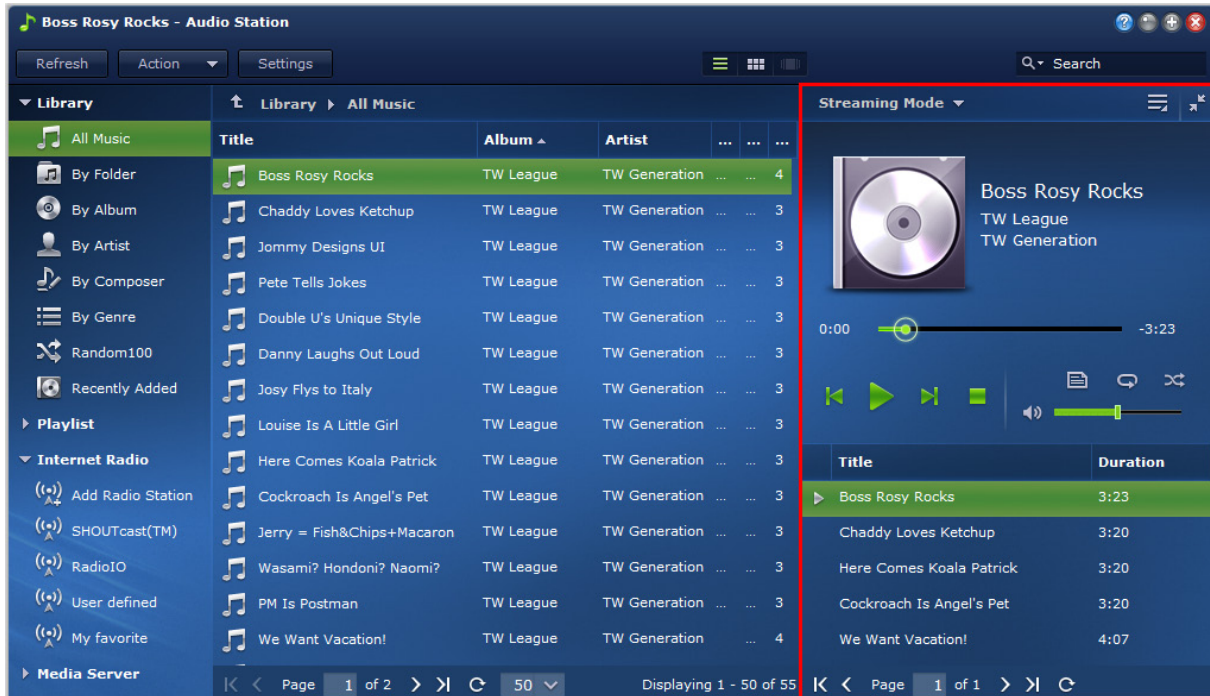 Boss Rosy Rocks - Audio Station
Refresh Action Settings Search
Library
All Music
By Folder
By Album
By Artist
By Composer
By Genre
Random100
Recently Added
Playlist
Internet Radio
Add Radio Station
SHOUTcast(TM)
RadioIO
User defined
My favorite
Media Server
Library All Music
Title Album Artist ... ... ...
Boss Rosy Rocks TW League TW Generation ... ... 4
Chaddy Loves Ketchup TW League TW Generation ... ... 3
Jommy Designs UI TW League TW Generation ... ... 3
Pete Tells Jokes TW League TW Generation ... ... 3
Double U's Unique Style TW League TW Generation ... ... 3
Danny Laughs Out Loud TW League TW Generation ... ... 3
Josy Flys to Italy TW League TW Generation ... ... 3
Louise Is A Little Girl TW League TW Generation ... ... 3
Here Comes Koala Patrick TW League TW Generation ... ... 3
Cockroach Is Angel's Pet TW League TW Generation ... ... 3
Jerry = Fish&Chips+Macaron TW League TW Generation ... ... 3
Wasami? Hondoni? Naomi? TW League TW Generation ... ... 3
PM Is Postman TW League TW Generation ... ... 3
We Want Vacation! TW League TW Generation ... 4
Page 1 of 2 50 Displaying 1 - 50 of 55
Streaming Mode
Boss Rosy Rocks
TW League
TW Generation
0:00 -3:23
Title Duration
Boss Rosy Rocks 3:23
Chaddy Loves Ketchup 3:20
Here Comes Koala Patrick 3:20
Cockroach Is Angel's Pet 3:20
We Want Vacation! 4:07
Page 1 of 1